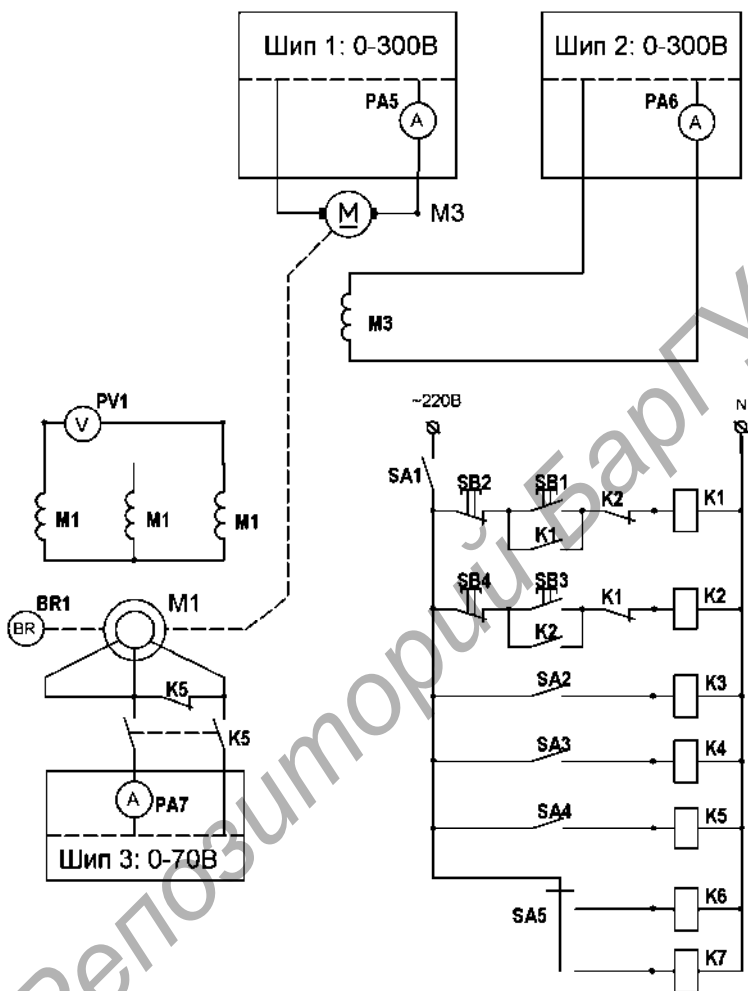 Шип 1: 0-300В
Шип 2: 0-300В
PA5
A
PA6
A
M
M3
M3
PV1
V
M1
M1
M1
BR1
BR
M1
K5
K5
A
PA7
Шип 3: 0-70В
~220В
N
SA1
SB2
SB1
K2
K1
K1
SB4
SB3
K1
K2
K2
SA2
K3
SA3
K4
SA4
K5
SA5
K6
K7
Репозиторий БарГУ